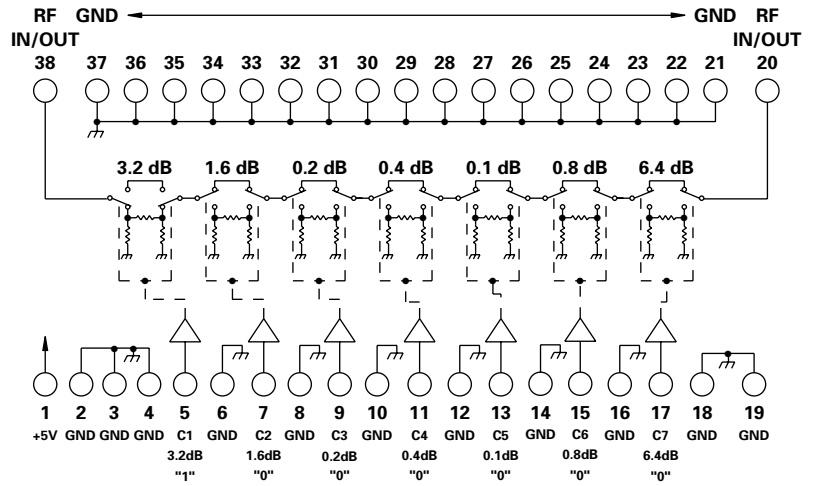 RF GND GND RF
IN/OUT IN/OUT
38 37 36 35 34 33 32 31 30 29 28 27 26 25 24 23 22 21 20
3.2 dB 1.6 dB 0.2 dB 0.4 dB 0.1 dB 0.8 dB 6.4 dB
1 2 3 4 5 6 7 8 9 10 11 12 13 14 15 16 17 18 19
+5V GND GND GND C1 GND C2 GND C3 GND C4 GND C5 GND C6 GND C7 GND GND
3.2dB 1.6dB 0.2dB 0.4dB 0.1dB 0.8dB 6.4dB
"1" "0" "0" "0" "0" "0" "0"